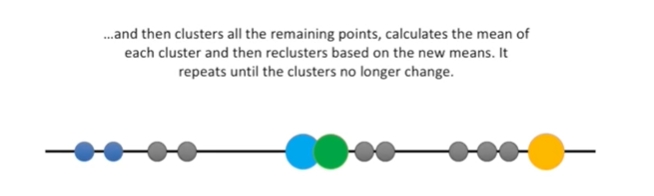 ...and then clusters all the remaining points, calculates the mean of
each cluster and then reclusters based on the new means. It
repeats until the clusters no longer change.